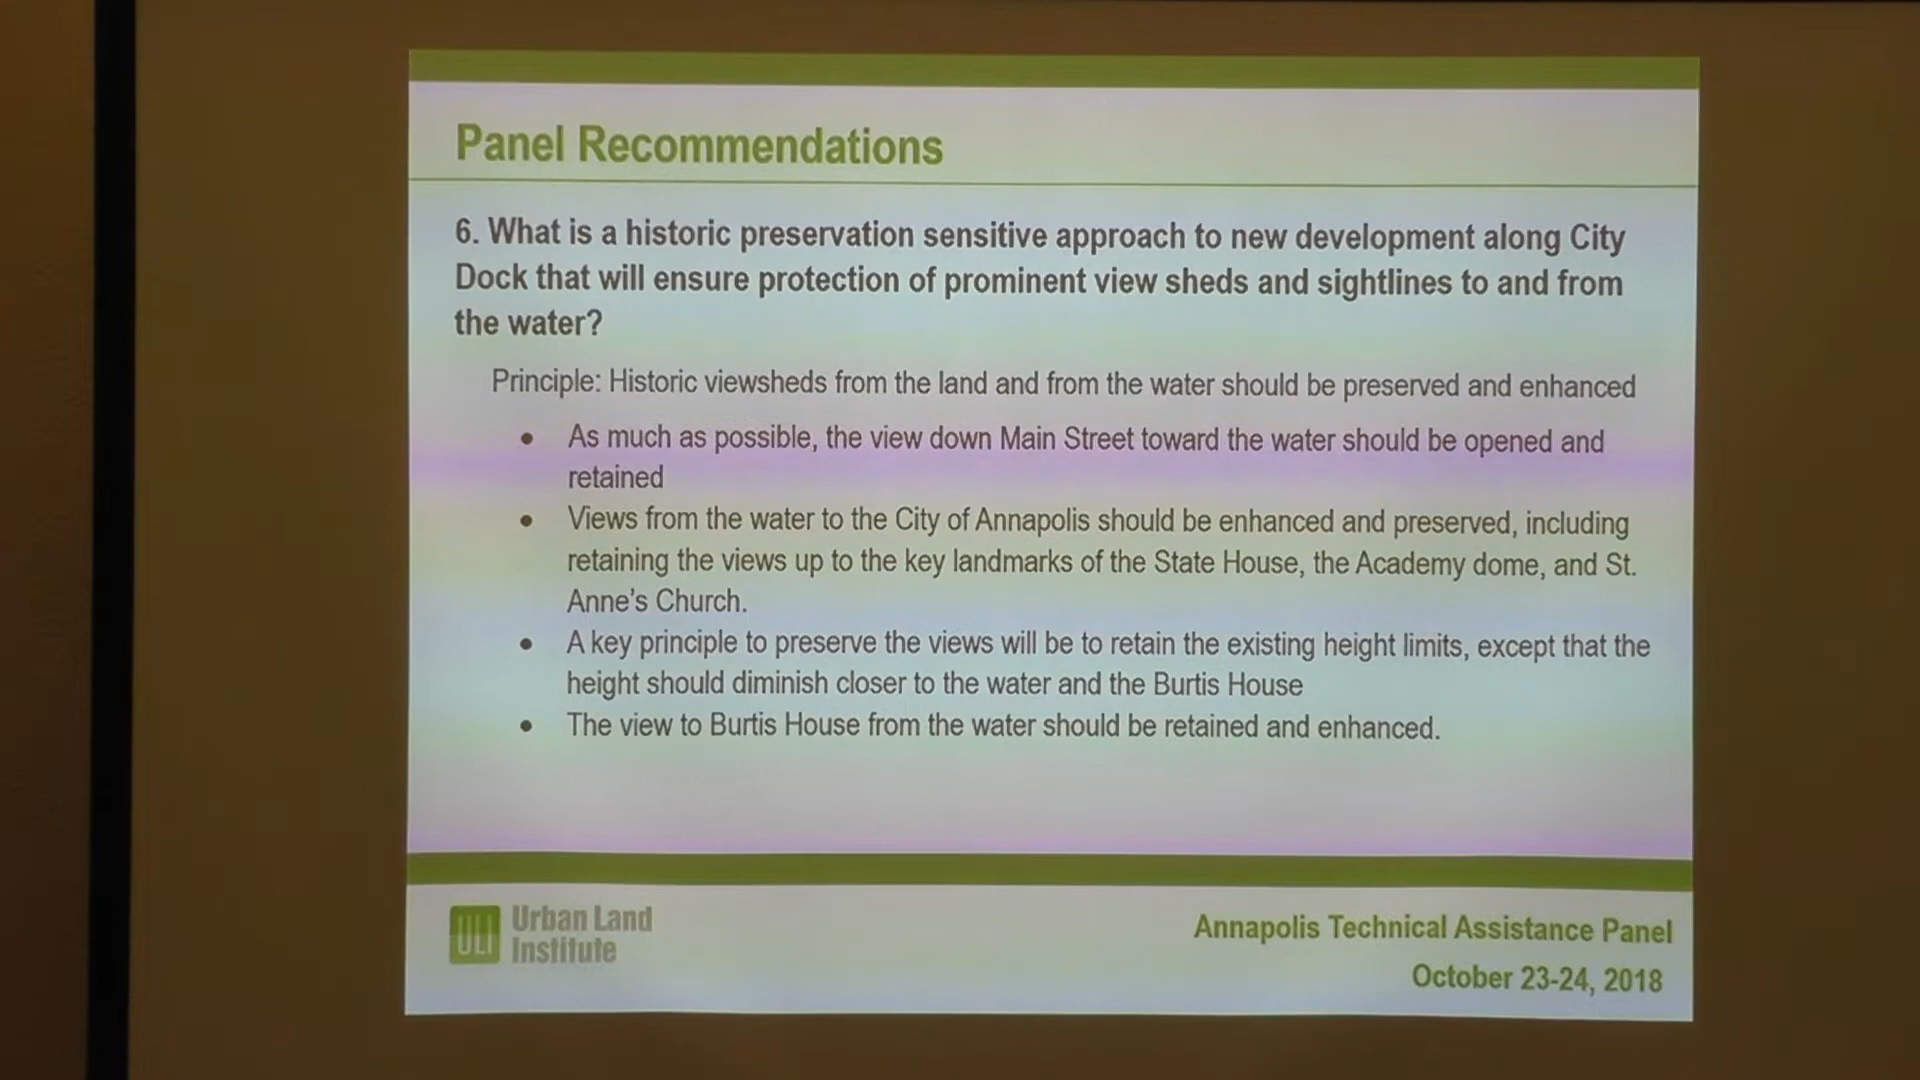 Panel Recommendations
6. What is a historic preservation sensitive approach to new development along City
Dock that will ensure protection of prominent view sheds and sightlines to and from
the water?
Principle: Historic viewsheds from the land and from the water should be preserved and enhanced
• As much as possible, the view down Main Street toward the water should be opened and
retained
• Views from the water to the City of Annapolis should be enhanced and preserved, including
retaining the views up to the key landmarks of the State House, the Academy dome, and St.
Anne's Church.
• A key principle to preserve the views will be to retain the existing height limits, except that the
height should diminish closer to the water and the Burtis House
• The view to Burtis House from the water should be retained and enhanced.
ULI Urban Land
Institute
Annapolis Technical Assistance Panel
October 23-24, 2018